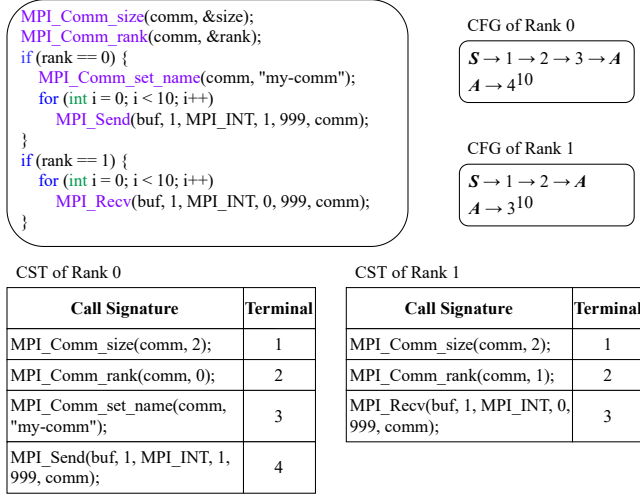 MPI_Comm_size(comm, &size);
MPI_Comm_rank(comm, &rank);
if (rank == 0) {
MPI_Comm_set_name(comm, "my-comm");
for (int i = 0; i < 10; i++)
MPI_Send(buf, 1, MPI_INT, 1, 999, comm);
}
if (rank == 1) {
for (int i = 0; i < 10; i++)
MPI_Recv(buf, 1, MPI_INT, 0, 999, comm);
}
CFG of Rank 0
S → 1 → 2 → 3 → A
A → 4¹⁰
CFG of Rank 1
S → 1 → 2 → A
A → 3¹⁰
CST of Rank 0
Call Signature Terminal
MPI_Comm_size(comm, 2); 1
MPI_Comm_rank(comm, 0); 2
MPI_Comm_set_name(comm,
"my-comm"); 3
MPI_Send(buf, 1, MPI_INT, 1,
999, comm); 4
CST of Rank 1
Call Signature Terminal
MPI_Comm_size(comm, 2); 1
MPI_Comm_rank(comm, 1); 2
MPI_Recv(buf, 1, MPI_INT, 0,
999, comm); 3